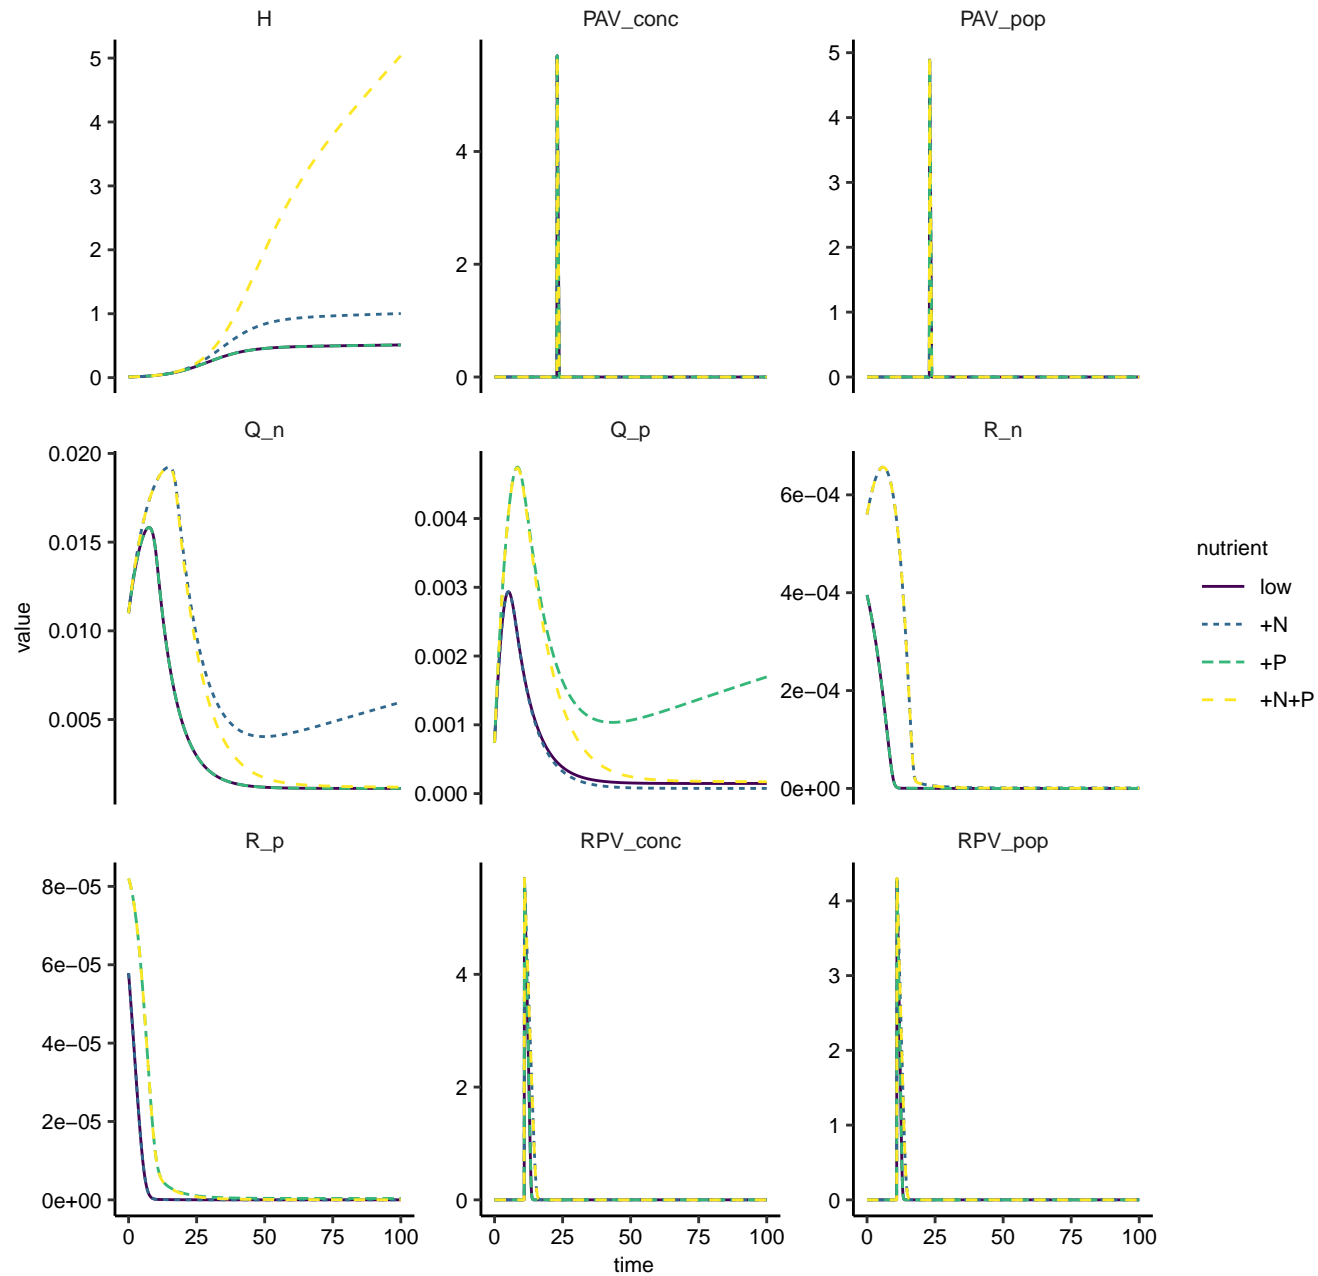 H PAV_conc PAV_pop
5
4
3
2
1
0
4
2
0
5
4
3
2
1
0
Q_n Q_p R_n
0.020
0.015
0.010
0.005
0.004
0.003
0.002
0.001
0.000
6e−04
4e−04
2e−04
0e+00
R_p RPV_conc RPV_pop
8e−05
6e−05
4e−05
2e−05
0e+00
4
2
0
4
3
2
1
0
0 25 50 75 100 0 25 50 75 100 0 25 50 75 100
time
value
nutrient
low
+N
+P
+N+P